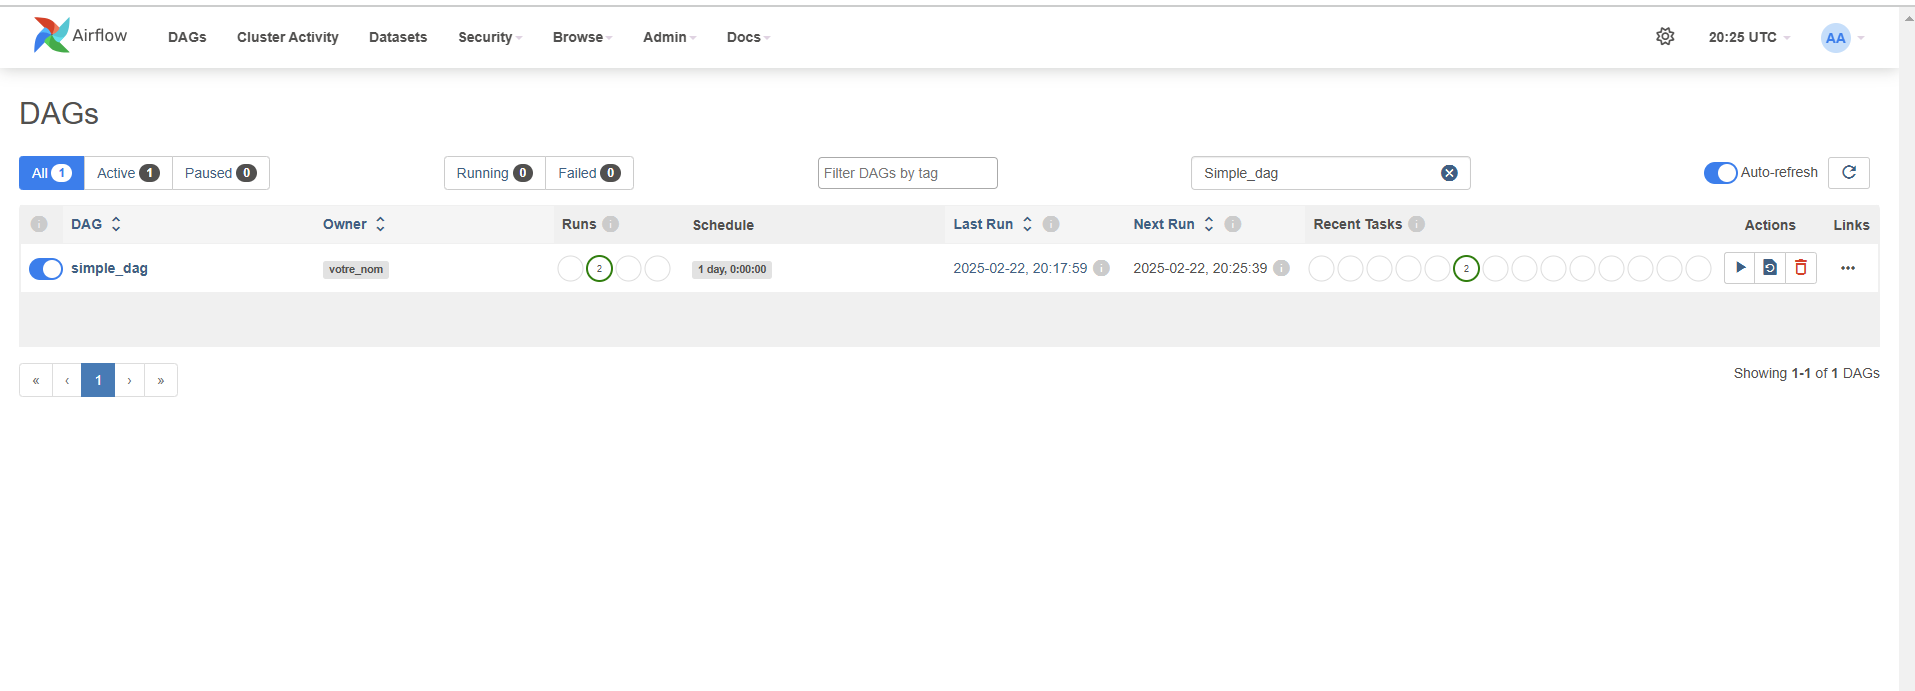 Airflow DAGs Cluster Activity Datasets Security Browse Admin Docs 20:25 UTC AA
DAGs
All 1 Active 1 Paused 0 Running 0 Failed 0 Filter DAGs by tag Simple_dag Auto-refresh
i DAG Owner Runs i Schedule Last Run i Next Run i Recent Tasks i Actions Links
simple_dag votre_nom 2 1 day, 0:00:00 2025-02-22, 20:17:59 i 2025-02-22, 20:25:39 i 2 ...
« ‹ 1 › » Showing 1-1 of 1 DAGs